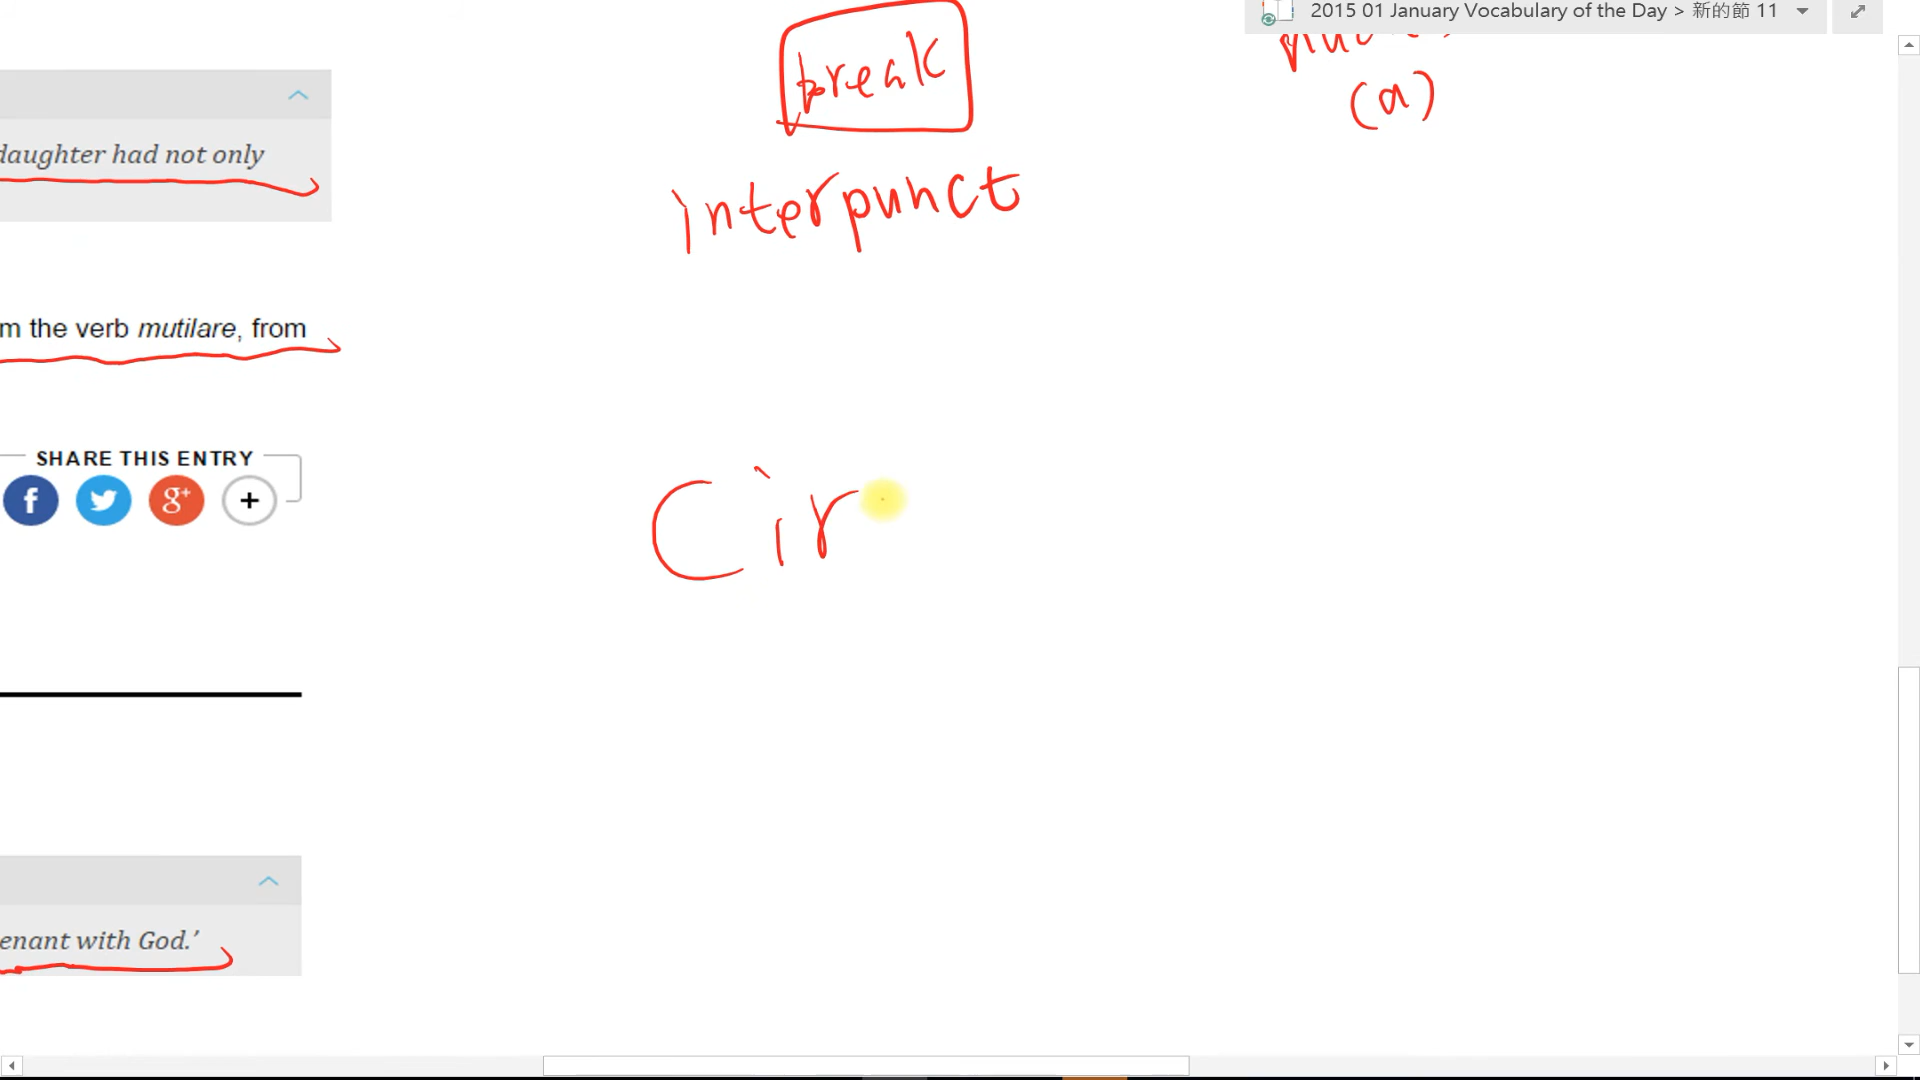 2015 01 January Vocabulary of the Day > 新的節 11
break
(a)
daughter had not only
interpunct
m the verb mutilare, from
SHARE THIS ENTRY
f g+ +
Cir
enant with God.’